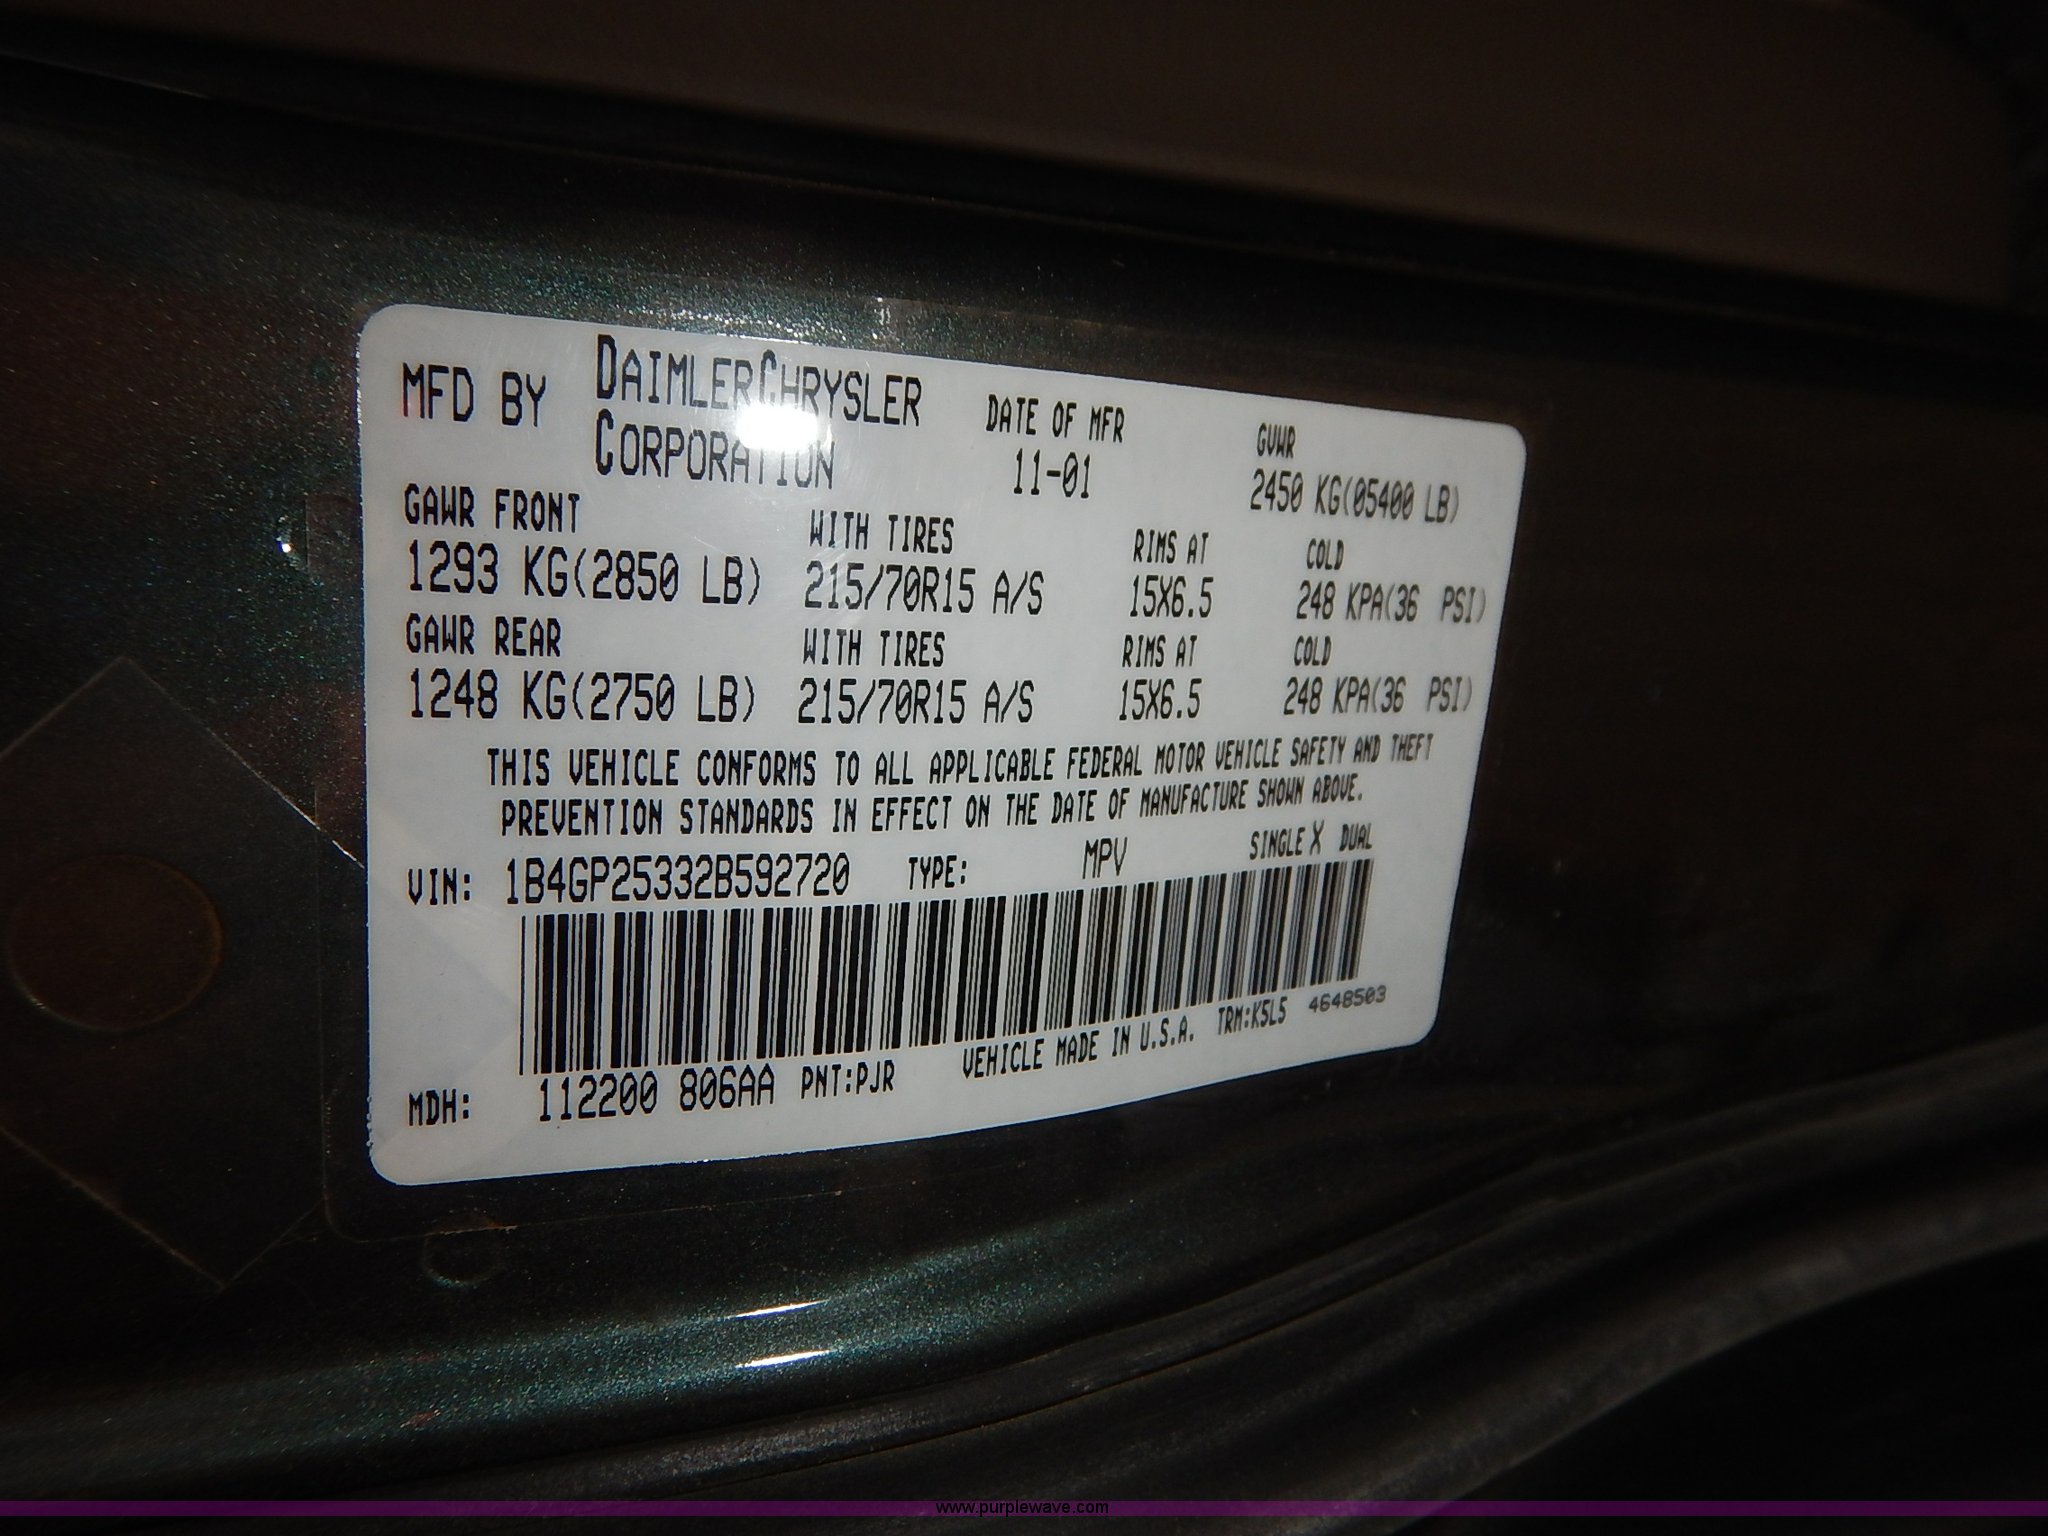 MFD BY DAIMLERCHRYSLER CORPORATION DATE OF MFR 11-01 GVWR 2450 KG(05400 LB)
GAWR FRONT WITH TIRES RIMS AT COLD
1293 KG(2850 LB) 215/70R15 A/S 15X6.5 248 KPA(36 PSI)
GAWR REAR WITH TIRES RIMS AT COLD
1248 KG(2750 LB) 215/70R15 A/S 15X6.5 248 KPA(36 PSI)
THIS VEHICLE CONFORMS TO ALL APPLICABLE FEDERAL MOTOR VEHICLE SAFETY AND THEFT
PREVENTION STANDARDS IN EFFECT ON THE DATE OF MANUFACTURE SHOWN ABOVE.
VIN: 1B4GP25332B592720 TYPE: MPV SINGLE X DUAL
MDH: 112200 806AA PNT:PJR VEHICLE MADE IN U.S.A. TRM:K5L5 4648503
www.purplewave.com